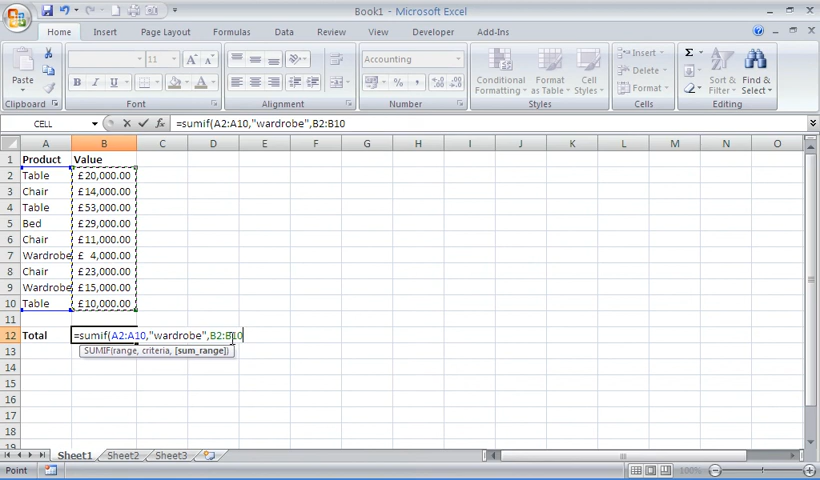 Book1 - Microsoft Excel
Home Insert Page Layout Formulas Data Review View Developer Add-Ins
Paste
Clipboard
11
B I U
Font
Alignment
Accounting
%
Number
Conditional Formatting
Format as Table
Cell Styles
Styles
Insert
Delete
Format
Cells
Σ
Sort & Filter
Find & Select
Editing
CELL fx =sumif(A2:A10,"wardrobe",B2:B10
A B C D E F G H I J K L M N O
1 Product Value
2 Table £20,000.00
3 Chair £14,000.00
4 Table £53,000.00
5 Bed £29,000.00
6 Chair £11,000.00
7 Wardrobe £ 4,000.00
8 Chair £23,000.00
9 Wardrobe £15,000.00
10 Table £10,000.00
11
12 Total =sumif(A2:A10,"wardrobe",B2:B10
SUMIF(range, criteria, [sum_range])
13
14
15
16
17
18
19
Sheet1 Sheet2 Sheet3
Point 100%